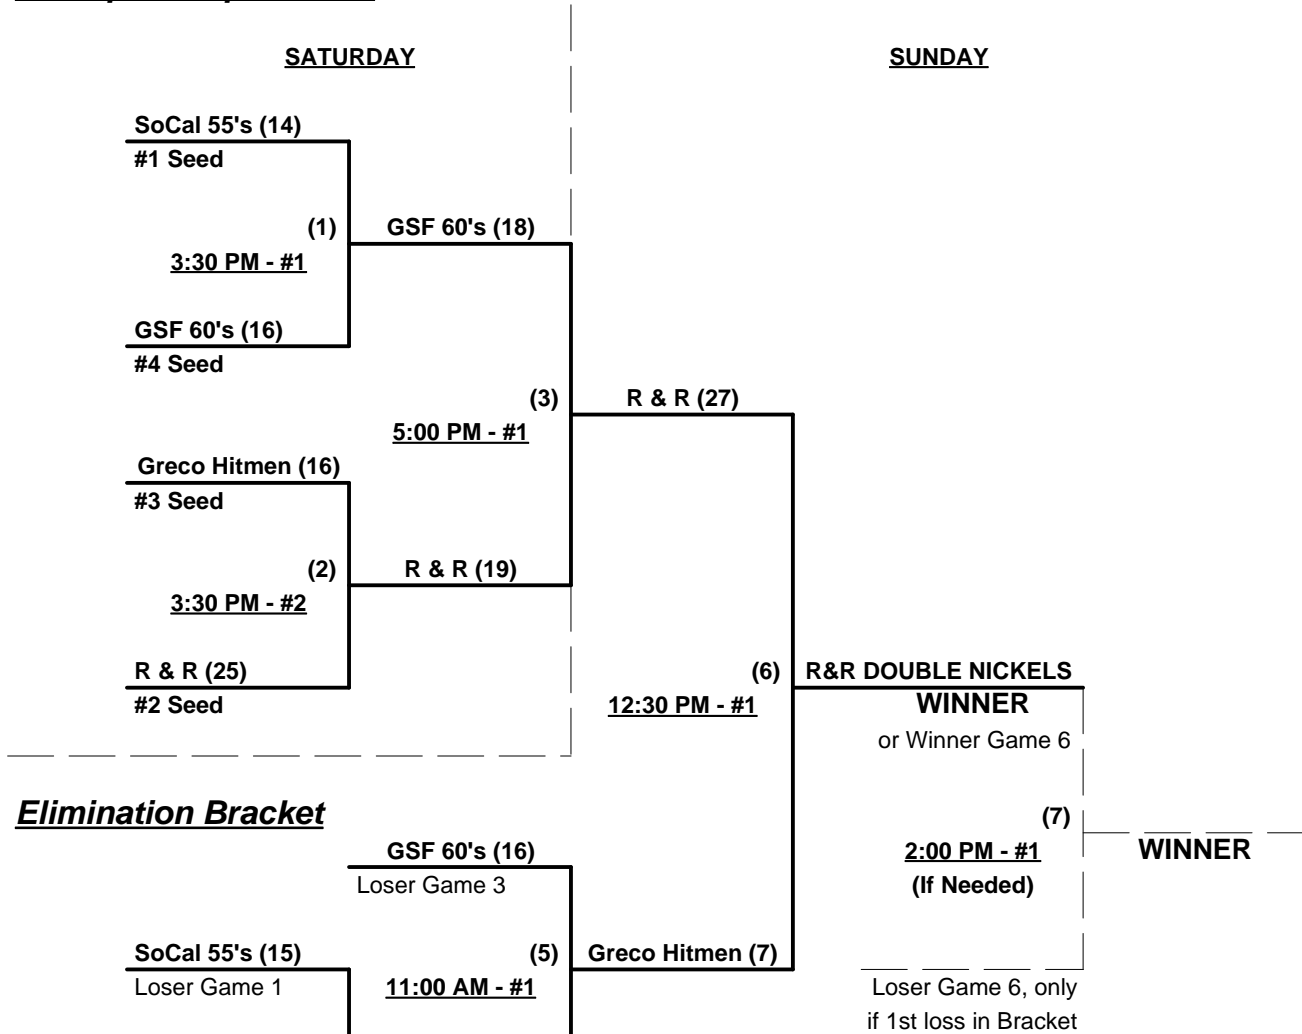 SATURDAY
SUNDAY
SoCal 55's (14)
#1 Seed
(1)
GSF 60's (18)
3:30 PM - #1
GSF 60's (16)
#4 Seed
(3)
R & R (27)
5:00 PM - #1
Greco Hitmen (16)
#3 Seed
(2)
R & R (19)
3:30 PM - #2
R & R (25)
#2 Seed
(6)
R&R DOUBLE NICKELS
12:30 PM - #1
WINNER
or Winner Game 6
Elimination Bracket
(7)
GSF 60's (16)
2:00 PM - #1
WINNER
Loser Game 3
(If Needed)
SoCal 55's (15)
(5)
Greco Hitmen (7)
Loser Game 1
11:00 AM - #1
Loser Game 6, only
if 1st loss in Bracket